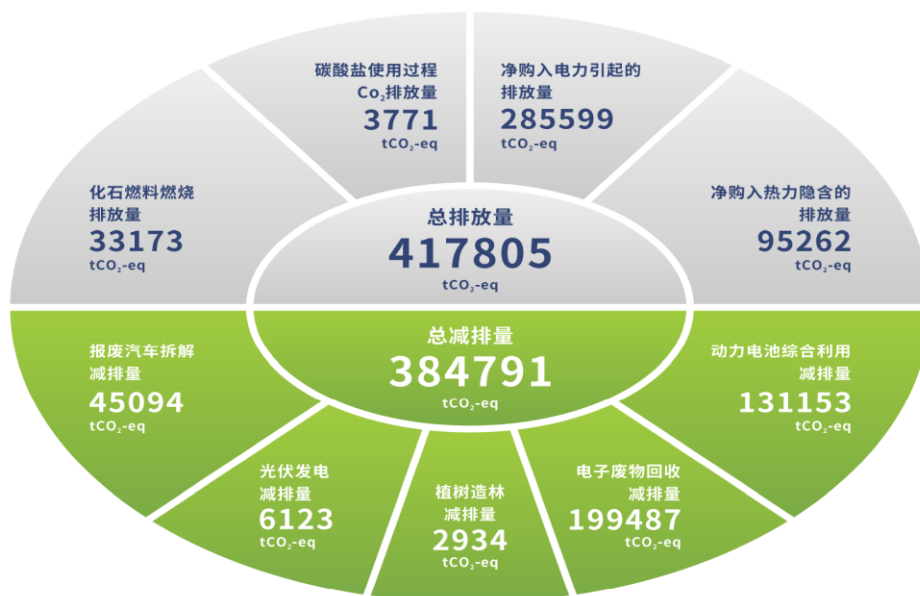 碳酸盐使用过程
Co₂排放量
3771
tCO₂-eq
净购入电力引起的
排放量
285599
tCO₂-eq
化石燃料燃烧
排放量
33173
tCO₂-eq
净购入热力隐含的
排放量
95262
tCO₂-eq
总排放量
417805
tCO₂-eq
总减排量
384791
tCO₂-eq
报废汽车拆解
减排量
45094
tCO₂-eq
动力电池综合利用
减排量
131153
tCO₂-eq
光伏发电
减排量
6123
tCO₂-eq
植树造林
减排量
2934
tCO₂-eq
电子废物回收
减排量
199487
tCO₂-eq